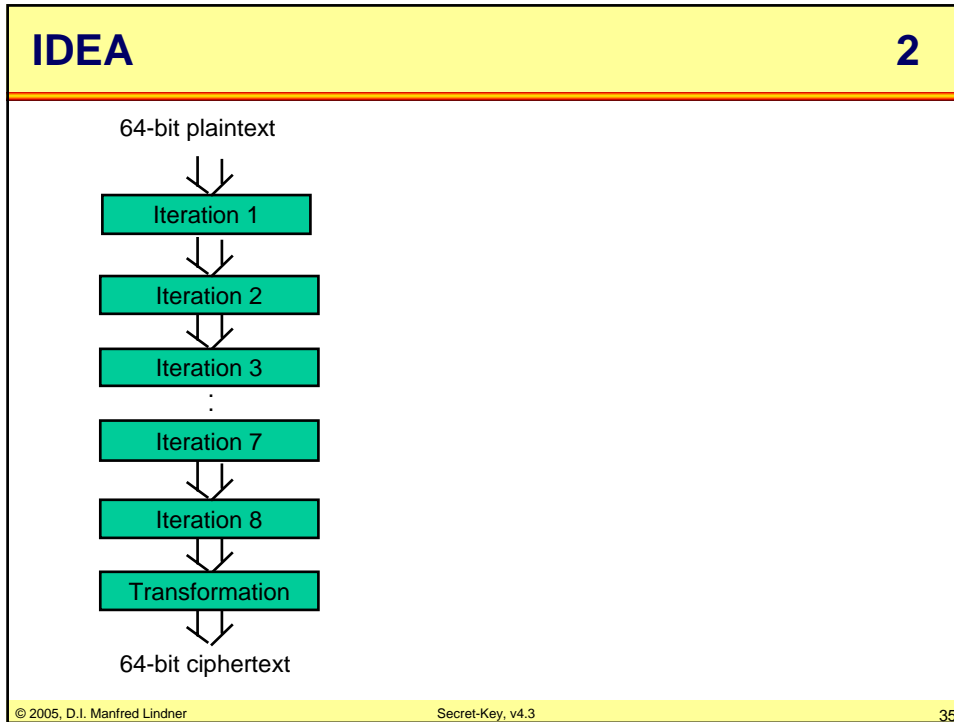 IDEA 2
64-bit plaintext
Iteration 1
Iteration 2
Iteration 3
:
Iteration 7
Iteration 8
Transformation
64-bit ciphertext
© 2005, D.I. Manfred Lindner Secret-Key, v4.3 35